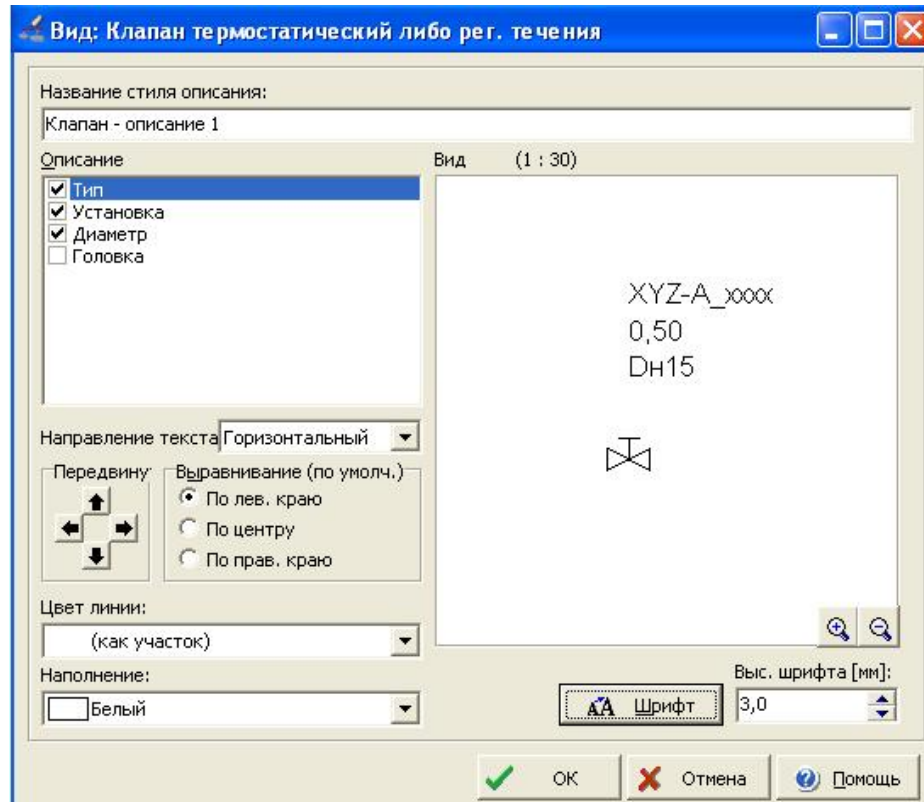 Вид: Клапан термостатический либо рег. течения
Название стиля описания:
Клапан - описание 1
Описание
Вид (1 : 30)
Тип
Установка
Диаметр
Головка
XYZ-A_xxxx
0,50
Dн15
Направление текста Горизонтальный
Передвину
Выравнивание (по умолч.)
По лев. краю
По центру
По прав. краю
Цвет линии:
(как участок)
Наполнение:
Белый
Выс. шрифта [мм]:
Шрифт
3,0
ОК
Отмена
Помощь